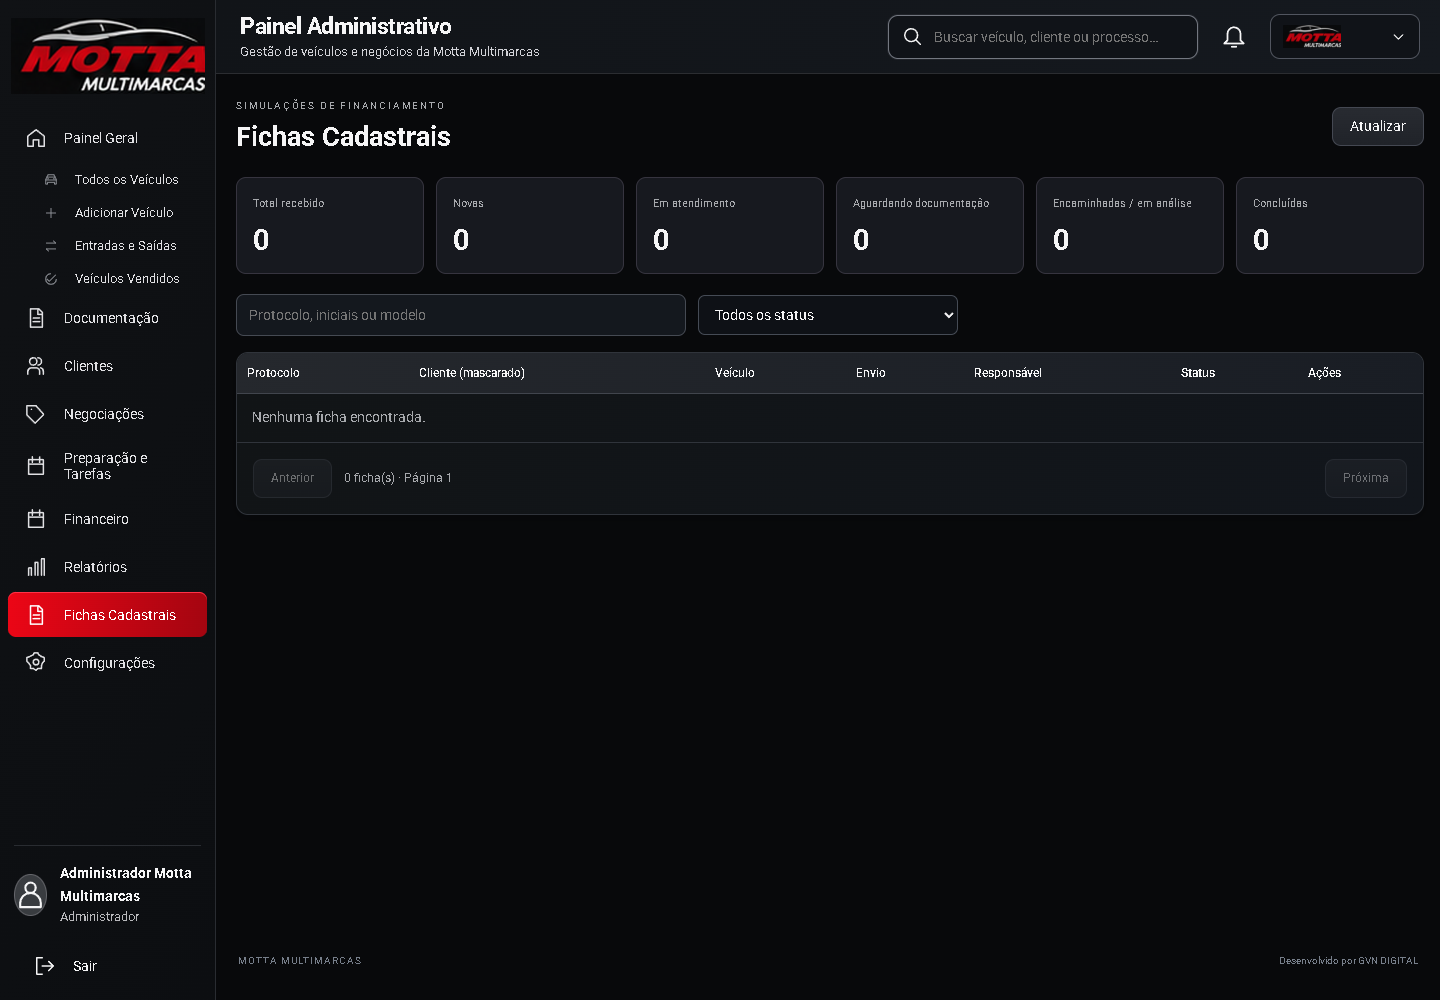 MOTTA
MULTIMARCAS
Painel Geral
Todos os Veículos
Adicionar Veículo
Entradas e Saídas
Veículos Vendidos
Documentação
Clientes
Negociações
Preparação e
Tarefas
Financeiro
Relatórios
Fichas Cadastrais
Configurações
Administrador Motta
Multimarcas
Administrador
Sair
Painel Administrativo
Gestão de veículos e negócios da Motta Multimarcas
Buscar veículo, cliente ou processo...
MOTTA
MULTIMARCAS
SIMULAÇÕES DE FINANCIAMENTO
Fichas Cadastrais
Atualizar
Total recebido
0
Novas
0
Em atendimento
0
Aguardando documentação
0
Encaminhadas / em análise
0
Concluídas
0
Protocolo, iniciais ou modelo
Todos os status
Protocolo Cliente (mascarado) Veículo Envio Responsável Status Ações
Nenhuma ficha encontrada.
Anterior 0 ficha(s) · Página 1 Próxima
MOTTA MULTIMARCAS
Desenvolvido por GVN DIGITAL